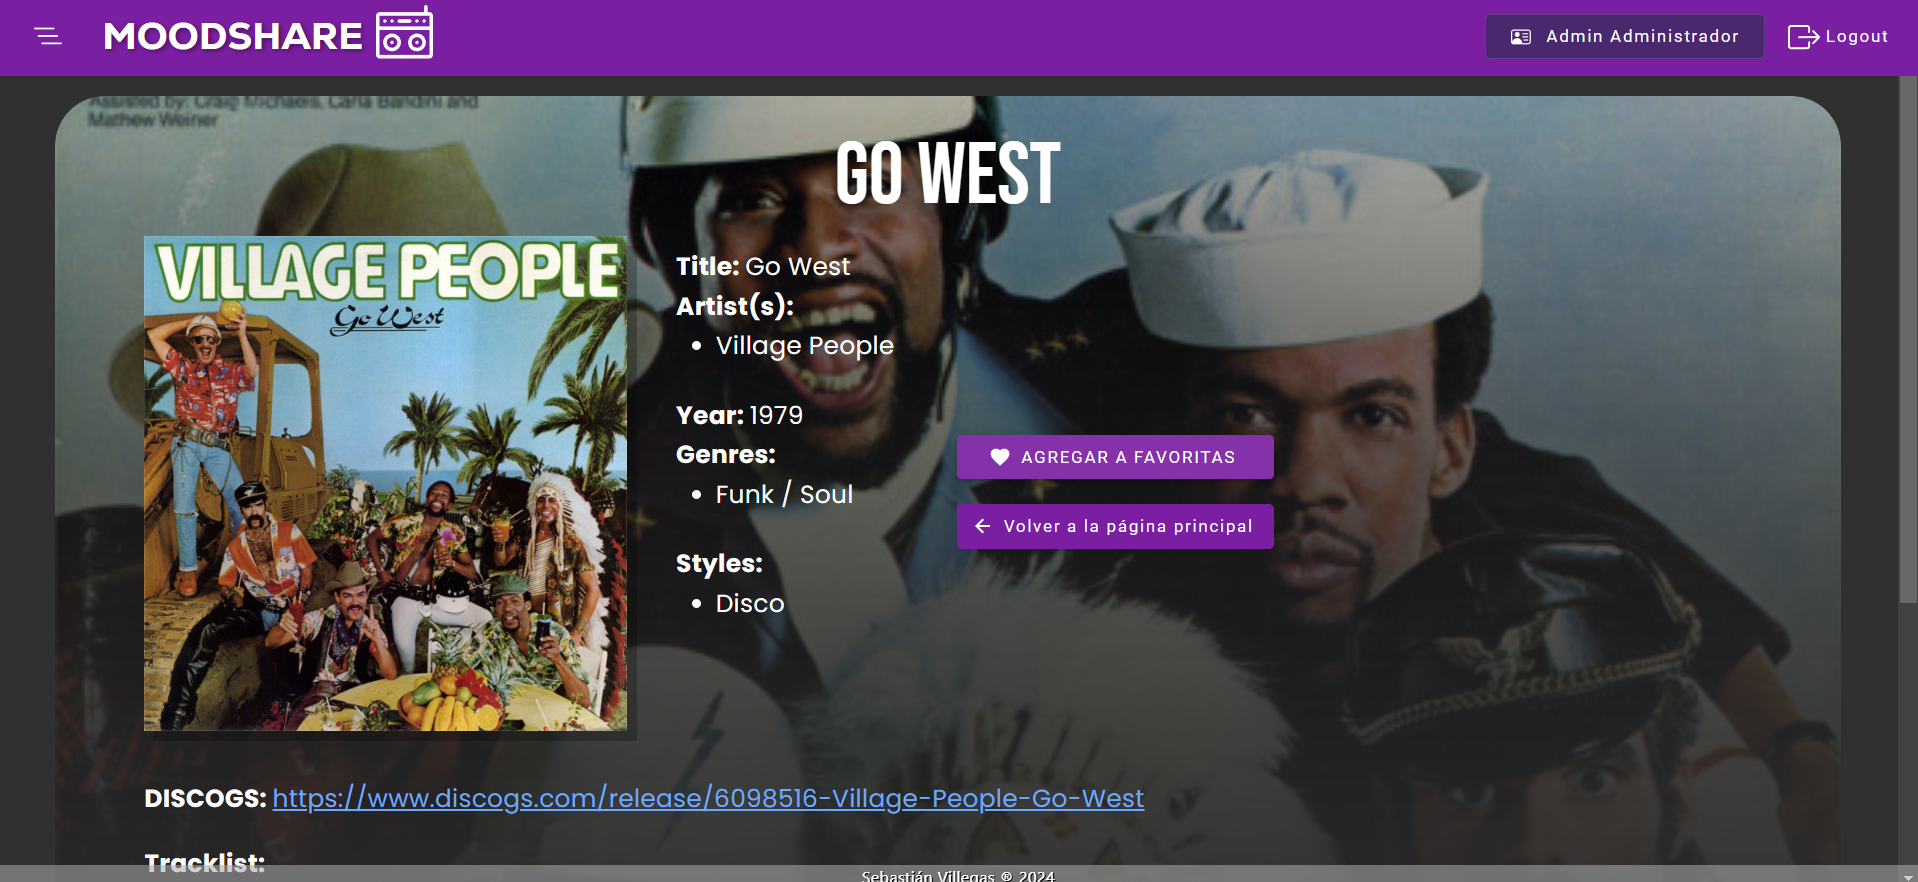 MOODSHARE
Admin Administrador
Logout
Assisted by: Craig Michaels, Carla Bandini and
Mathew Weiner
GO WEST
VILLAGE PEOPLE
Go West
Title: Go West
Artist(s):
• Village People
Year: 1979
Genres:
• Funk / Soul
Styles:
• Disco
AGREGAR A FAVORITAS
Volver a la página principal
DISCOGS: https://www.discogs.com/release/6098516-Village-People-Go-West
Tracklist:
Sebastián Villegas ® 2024